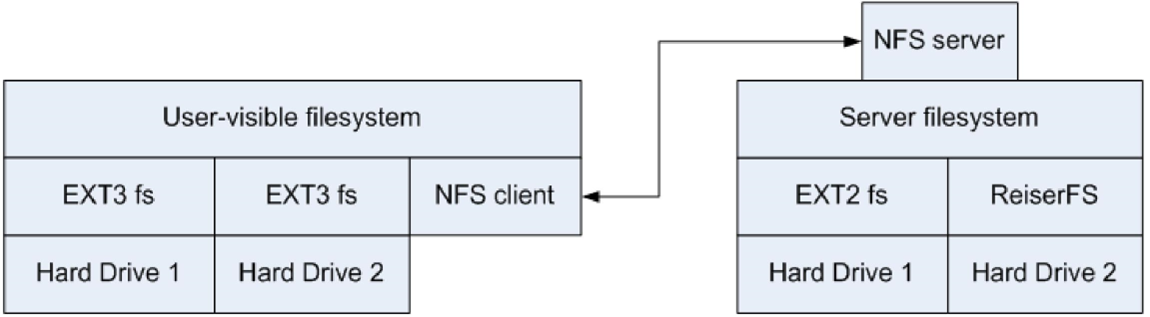 NFS server
User-visible filesystem
Server filesystem
EXT3 fs
EXT3 fs
NFS client
EXT2 fs
ReiserFS
Hard Drive 1
Hard Drive 2
Hard Drive 1
Hard Drive 2